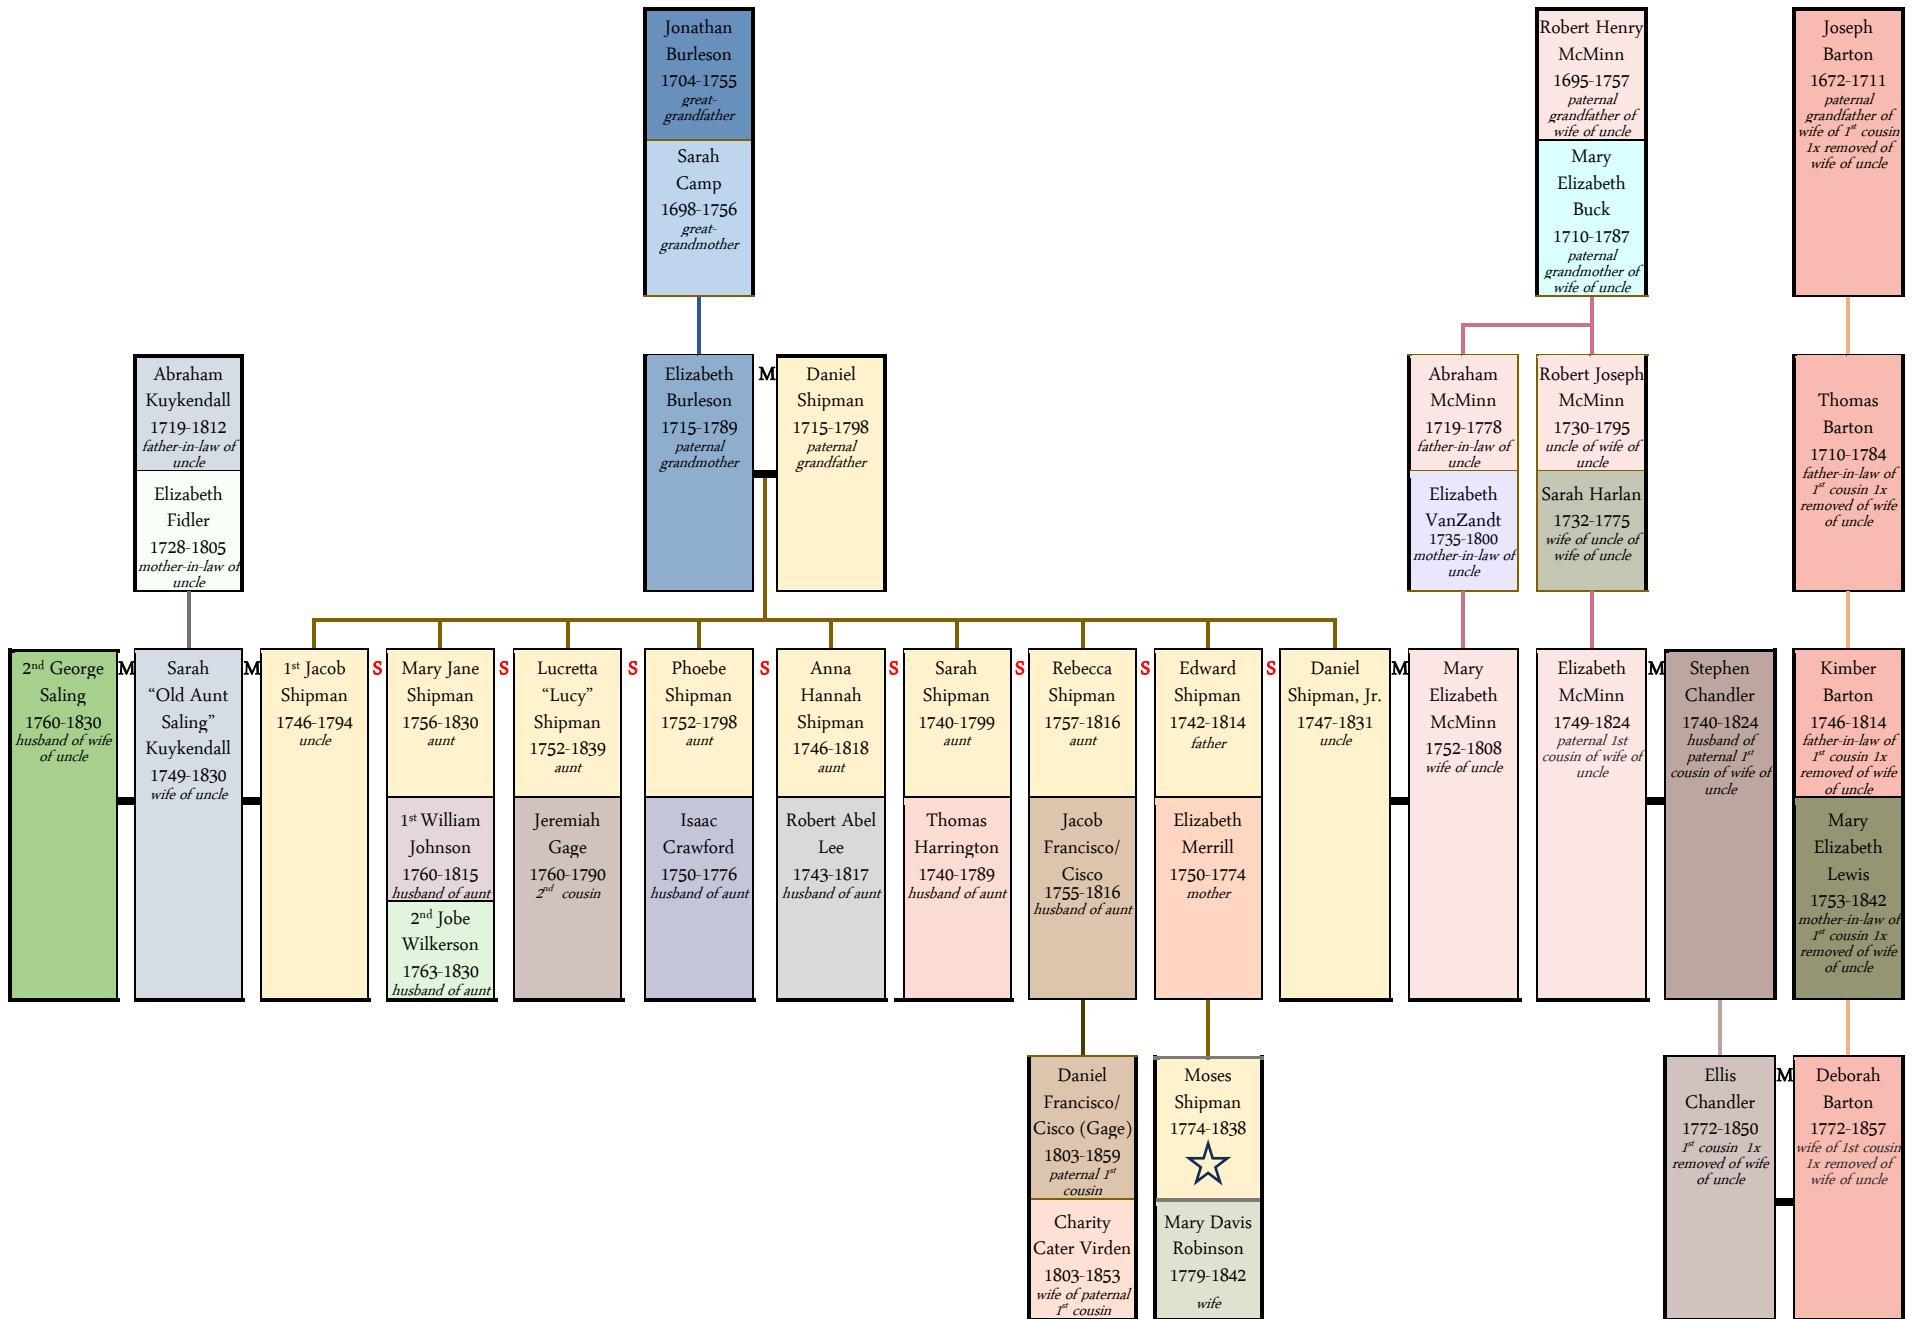 Jonathan
Burleson
1704-1755
great-
grandfather
Sarah
Camp
1698-1756
great-
grandmother
Robert Henry
McMinn
1695-1757
paternal
grandfather of
wife of uncle
Mary
Elizabeth
Buck
1710-1787
paternal
grandmother of
wife of uncle
Joseph
Barton
1672-1711
paternal
grandfather of
wife of 1st cousin
1x removed of
wife of uncle
Abraham
Kuykendall
1719-1812
father-in-law of
uncle
Elizabeth
Fidler
1728-1805
mother-in-law of
uncle
Elizabeth
Burleson
1715-1789
paternal
grandmother
M
Daniel
Shipman
1715-1798
paternal
grandfather
Abraham
McMinn
1719-1778
father-in-law of
uncle
Elizabeth
VanZandt
1735-1800
mother-in-law of
uncle
Robert Joseph
McMinn
1730-1795
uncle of wife of
uncle
Sarah Harlan
1732-1775
wife of uncle of
wife of uncle
Thomas
Barton
1710-1784
father-in-law of
1st cousin 1x
removed of wife
of uncle
2nd George
Saling
1760-1830
husband of wife
of uncle
M
Sarah
“Old Aunt
Saling”
Kuykendall
1749-1830
wife of uncle
M
1st Jacob
Shipman
1746-1794
uncle
S
Mary Jane
Shipman
1756-1830
aunt
1st William
Johnson
1760-1815
husband of aunt
2nd Jobe
Wilkerson
1763-1830
husband of aunt
S
Lucretta
“Lucy”
Shipman
1752-1839
aunt
Jeremiah
Gage
1760-1790
2nd cousin
S
Phoebe
Shipman
1752-1798
aunt
Isaac
Crawford
1750-1776
husband of aunt
S
Anna
Hannah
Shipman
1746-1818
aunt
Robert Abel
Lee
1743-1817
husband of aunt
S
Sarah
Shipman
1740-1799
aunt
Thomas
Harrington
1740-1789
husband of aunt
S
Rebecca
Shipman
1757-1816
aunt
Jacob
Francisco/
Cisco
1755-1816
husband of aunt
S
Edward
Shipman
1742-1814
father
Elizabeth
Merrill
1750-1774
mother
S
Daniel
Shipman, Jr.
1747-1831
uncle
M
Mary
Elizabeth
McMinn
1752-1808
wife of uncle
Elizabeth
McMinn
1749-1824
paternal 1st
cousin of wife of
uncle
M
Stephen
Chandler
1740-1824
husband of
paternal 1st
cousin of wife of
uncle
Kimber
Barton
1746-1814
father-in-law of
1st cousin 1x
removed of wife
of uncle
Mary
Elizabeth
Lewis
1753-1842
mother-in-law of
1st cousin 1x
removed of wife
of uncle
Daniel
Francisco/
Cisco (Gage)
1803-1859
paternal 1st
cousin
Charity
Cater Virden
1803-1853
wife of paternal
1st cousin
Moses
Shipman
1774-1838
Mary Davis
Robinson
1779-1842
wife
Ellis
Chandler
1772-1850
1st cousin 1x
removed of wife
of uncle
M
Deborah
Barton
1772-1857
wife of 1st cousin
1x removed of
wife of uncle